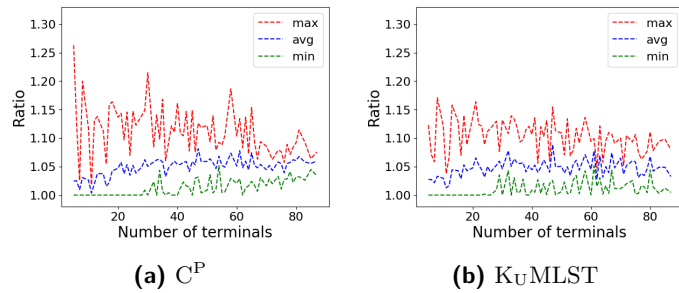 1.30
1.25
1.20
1.15
1.10
1.05
1.00
Ratio
max
avg
min
20 40 60 80
Number of terminals
(a) C^P
1.30
1.25
1.20
1.15
1.10
1.05
1.00
Ratio
max
avg
min
20 40 60 80
Number of terminals
(b) K_UMLST